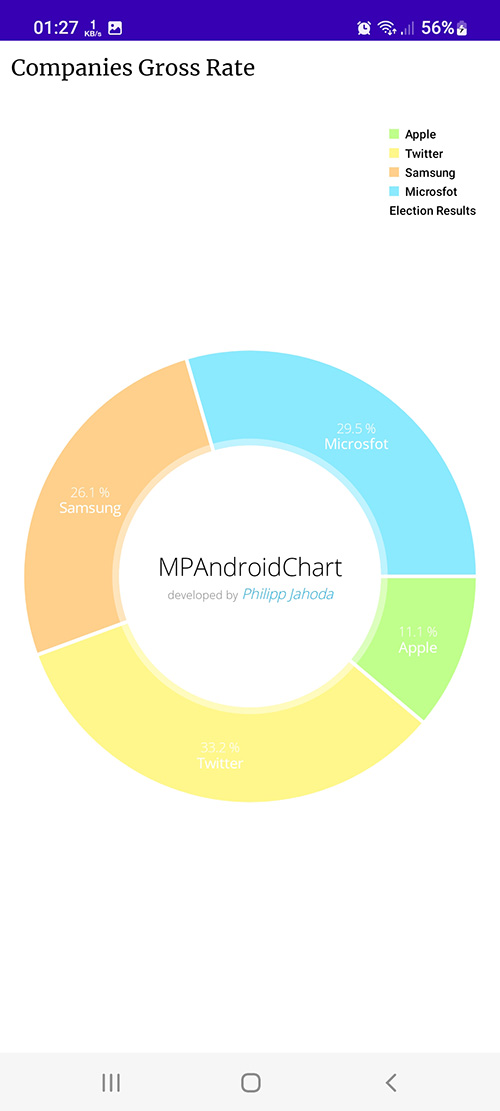 01:27 1 KB/s 56%
Companies Gross Rate
Apple
Twitter
Samsung
Microsfot
Election Results
29.5 %
Microsfot
26.1 %
Samsung
MPAndroidChart
developed by Philipp Jahoda
11.1 %
Apple
33.2 %
Twitter